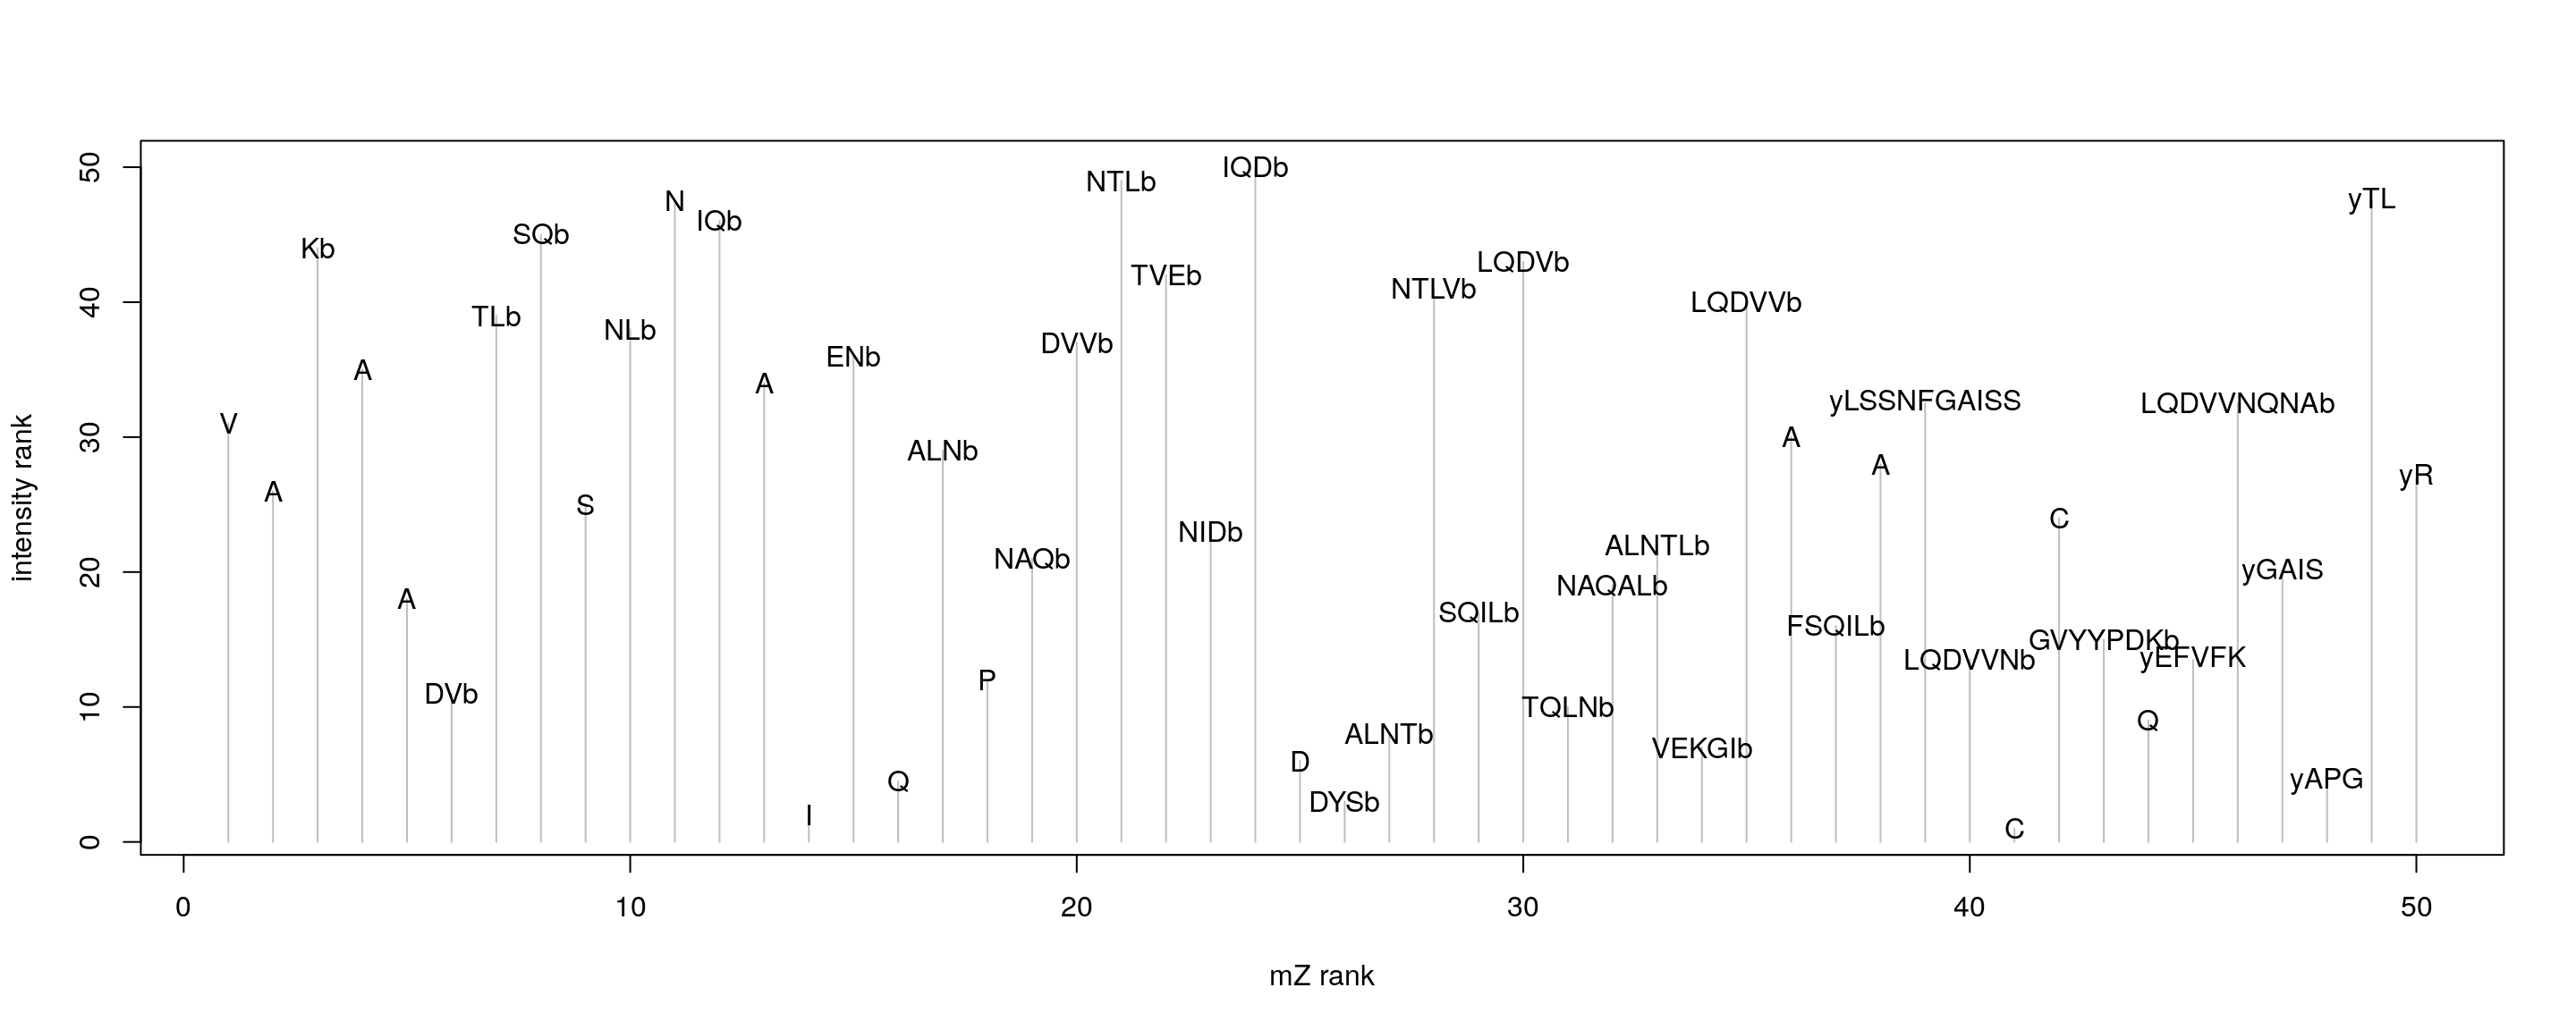 50
40
30
20
10
0
intensity rank
V
A
Kb
A
A
DVb
TLb
SQb
S
NLb
N
IQb
A
I
ENb
Q
ALNb
P
NAQb
DVVb
NTLb
TVEb
NIDb
IQDb
D
DYSb
ALNTb
NTLVb
SQILb
LQDVb
TQLNb
NAQALb
ALNTLb
VEKGIb
LQDVVb
A
FSQILb
A
yLSSNFGAISS
LQDVVNb
C
C
GVYYPDKb
Q
yEFVFK
LQDVVNQNAb
yGAIS
yAPG
yTL
yR
0 10 20 30 40 50
mZ rank